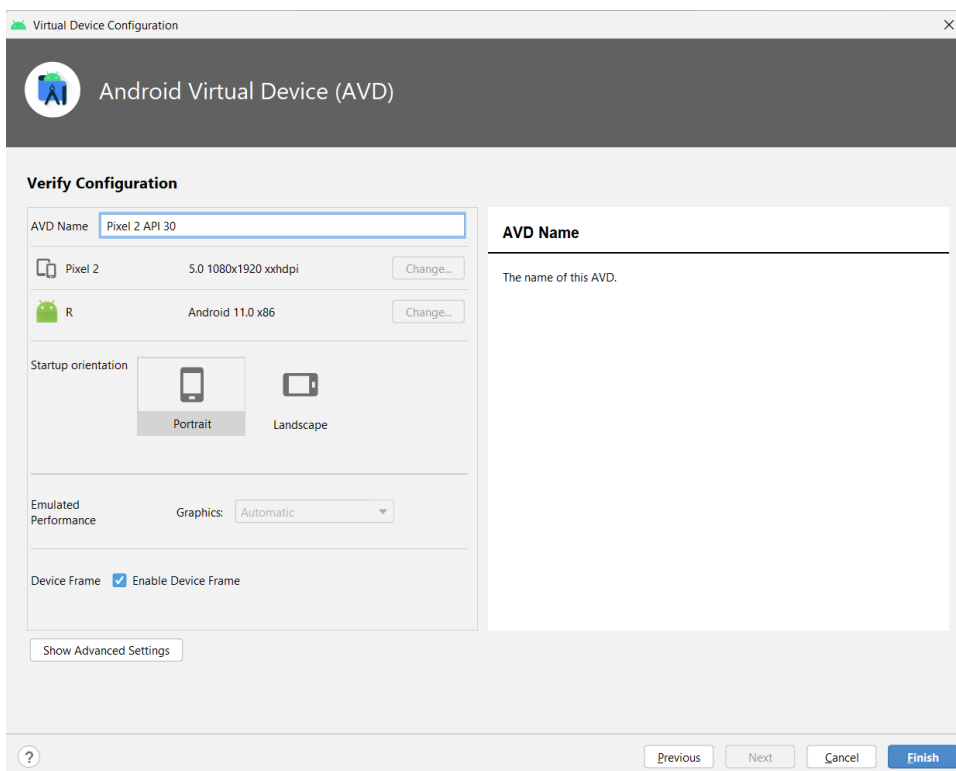 Virtual Device Configuration
Android Virtual Device (AVD)
Verify Configuration
AVD Name Pixel 2 API 30
Pixel 2 5.0 1080x1920 xxhdpi Change...
R Android 11.0 x86 Change...
Startup orientation
Portrait Landscape
Emulated
Performance
Graphics: Automatic
Device Frame Enable Device Frame
Show Advanced Settings
AVD Name
The name of this AVD.
? Previous Next Cancel Finish